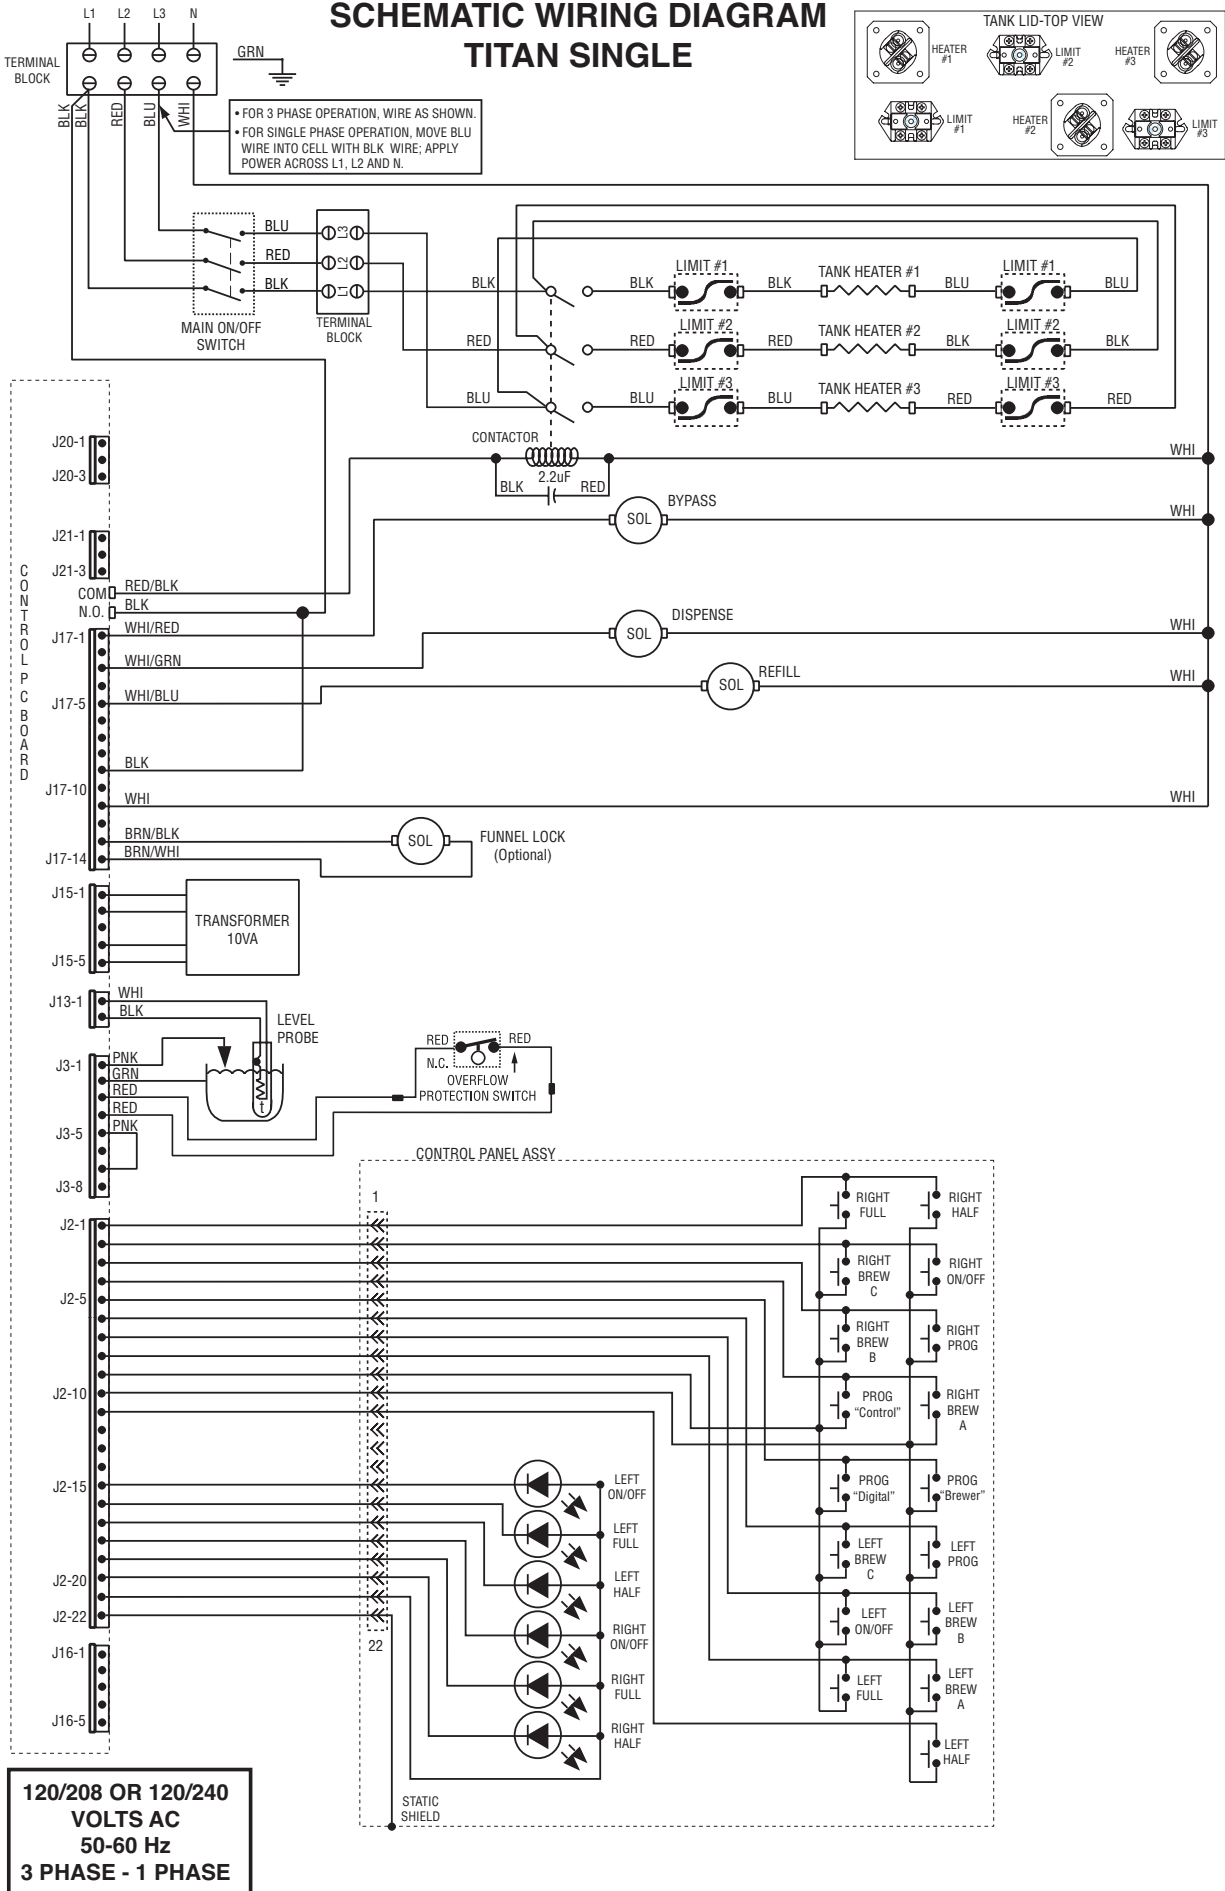 SCHEMATIC WIRING DIAGRAM
TITAN SINGLE
L1 L2 L3 N
GRN
TERMINAL
BLOCK
BLK
BLK
RED
BLU
WHI
• FOR 3 PHASE OPERATION, WIRE AS SHOWN.
• FOR SINGLE PHASE OPERATION, MOVE BLU
WIRE INTO CELL WITH BLK WIRE; APPLY
POWER ACROSS L1, L2 AND N.
TANK LID-TOP VIEW
HEATER
#1
LIMIT
#2
HEATER
#3
LIMIT
#1
HEATER
#2
LIMIT
#3
BLU
RED
BLK
L3
L2
L1
MAIN ON/OFF
SWITCH
TERMINAL
BLOCK
BLK BLK LIMIT #1 BLK TANK HEATER #1 BLU LIMIT #1 BLU
RED RED LIMIT #2 RED TANK HEATER #2 BLK LIMIT #2 BLK
BLU BLU LIMIT #3 BLU TANK HEATER #3 RED LIMIT #3 RED
CONTACTOR
WHI
2.2uF
BLK RED
SOL BYPASS WHI
SOL DISPENSE WHI
SOL REFILL WHI
WHI
CONTROL PC BOARD
J20-1
J20-3
J21-1
J21-3
COM RED/BLK
N.O. BLK
J17-1 WHI/RED
WHI/GRN
J17-5 WHI/BLU
BLK
J17-10
WHI
BRN/BLK
J17-14 BRN/WHI
SOL
FUNNEL LOCK
(Optional)
J15-1
J15-5
TRANSFORMER
10VA
J13-1 WHI
BLK
LEVEL
PROBE
t
J3-1 PNK
GRN
RED
RED
J3-5 PNK
J3-8
RED RED
N.C.
OVERFLOW
PROTECTION SWITCH
CONTROL PANEL ASSY
1
22
J2-1
J2-5
J2-10
J2-15
J2-20
J2-22
J16-1
J16-5
RIGHT
FULL
RIGHT
HALF
RIGHT
BREW
C
RIGHT
ON/OFF
RIGHT
BREW
B
RIGHT
PROG
PROG
“Control”
RIGHT
BREW
A
PROG
“Digital”
PROG
“Brewer”
LEFT
BREW
C
LEFT
PROG
LEFT
ON/OFF
LEFT
BREW
B
LEFT
FULL
LEFT
BREW
A
LEFT
HALF
LEFT
ON/OFF
LEFT
FULL
LEFT
HALF
RIGHT
ON/OFF
RIGHT
FULL
RIGHT
HALF
STATIC
SHIELD
120/208 OR 120/240
VOLTS AC
50-60 Hz
3 PHASE - 1 PHASE